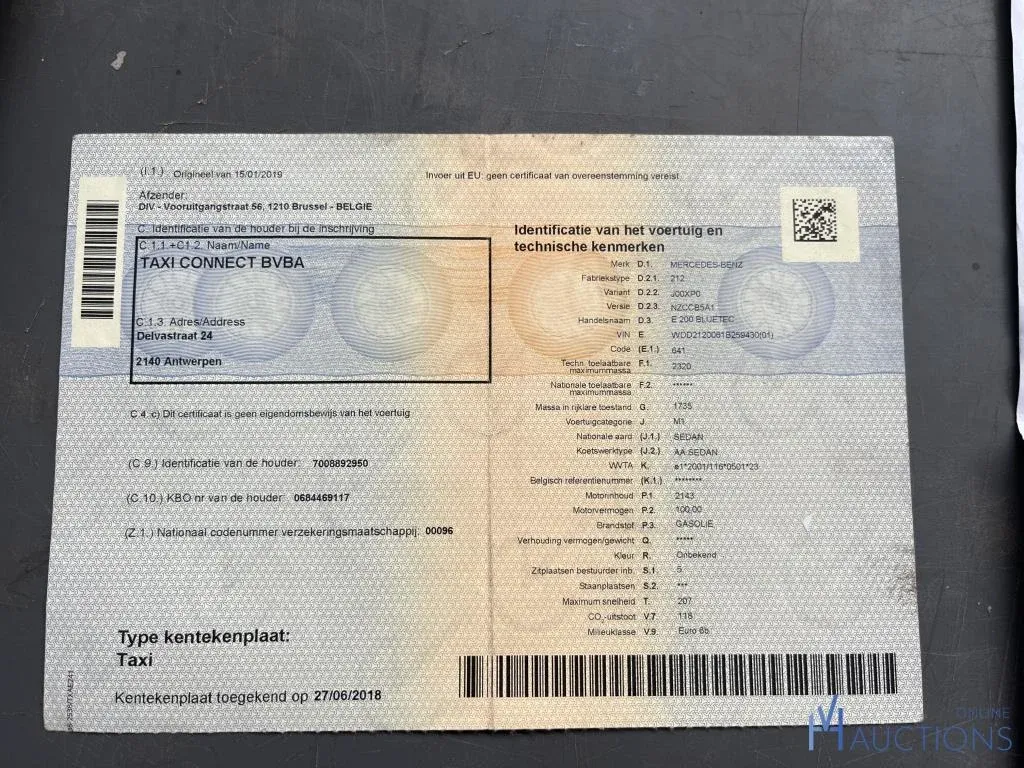 (I.1.) Origineel van 15/01/2019
Invoer uit EU: geen certificaat van overeenstemming vereist
Afzender:
DIV - Vooruitgangstraat 56, 1210 Brussel - BELGIE
C. Identificatie van de houder bij de inschrijving
C.1.1.+C1.2. Naam/Name
TAXI CONNECT BVBA
C.1.3. Adres/Address
Delvastraat 24
2140 Antwerpen
C.4. c) Dit certificaat is geen eigendomsbewijs van het voertuig
(C.9.) Identificatie van de houder: 7008892950
(C.10.) KBO nr van de houder: 0684469117
(Z.1.) Nationaal codenummer verzekeringsmaatschappij: 00096
Type kentekenplaat:
Taxi
Kentekenplaat toegekend op 27/06/2018
Identificatie van het voertuig en
technische kenmerken
Merk D.1. MERCEDES-BENZ
Fabriekstype D.2.1. 212
Variant D.2.2. J00XP0
Versie D.2.3. NZCCB5A1
Handelsnaam D.3. E 200 BLUETEC
VIN E. WDD2120061B259430(01)
Code (E.1.) 641
Techn. toelaatbare
maximummassa F.1. 2320
Nationale toelaatbare
maximummassa F.2. ******
Massa in rijklare toestand G. 1735
Voertuigcategorie J. M1
Nationale aard (J.1.) SEDAN
Koetswerktype (J.2.) AA SEDAN
VVTA K. e1*2001/116*0501*23
Belgisch referentienummer (K.1.) ********
Motorinhoud P.1. 2143
Motorvermogen P.2. 100.00
Brandstof P.3. GASOLIE
Verhouding vermogen/gewicht Q. *****
Kleur R. Onbekend
Zitplaatsen bestuurder inb. S.1. 5
Staanplaatsen S.2. ***
Maximum snelheid T. 207
CO2-uitstoot V.7. 118
Milieuklasse V.9. Euro 6b
ONLINE
AUCTIONS